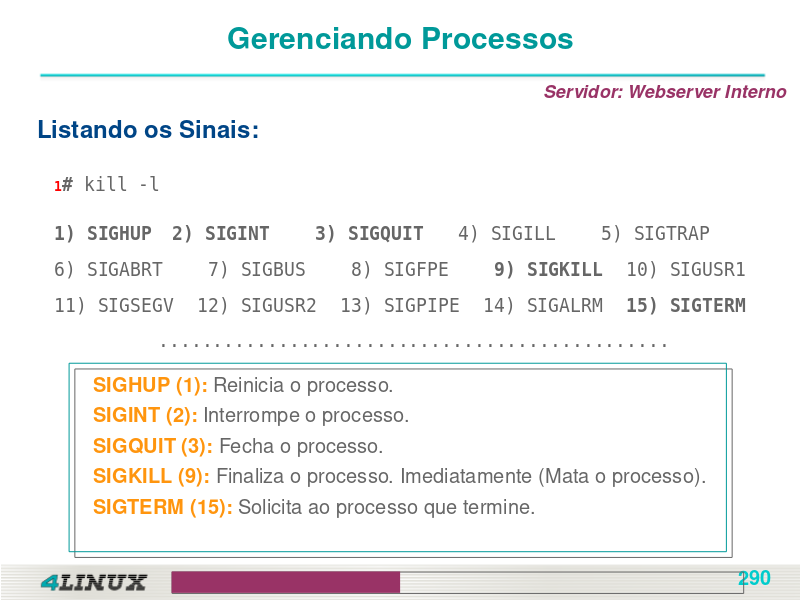 Gerenciando Processos
Servidor: Webserver Interno
Listando os Sinais:
1# kill -l
1) SIGHUP 2) SIGINT 3) SIGQUIT 4) SIGILL 5) SIGTRAP
6) SIGABRT 7) SIGBUS 8) SIGFPE 9) SIGKILL 10) SIGUSR1
11) SIGSEGV 12) SIGUSR2 13) SIGPIPE 14) SIGALRM 15) SIGTERM
...............................................
SIGHUP (1): Reinicia o processo.
SIGINT (2): Interrompe o processo.
SIGQUIT (3): Fecha o processo.
SIGKILL (9): Finaliza o processo. Imediatamente (Mata o processo).
SIGTERM (15): Solicita ao processo que termine.
4LINUX
290